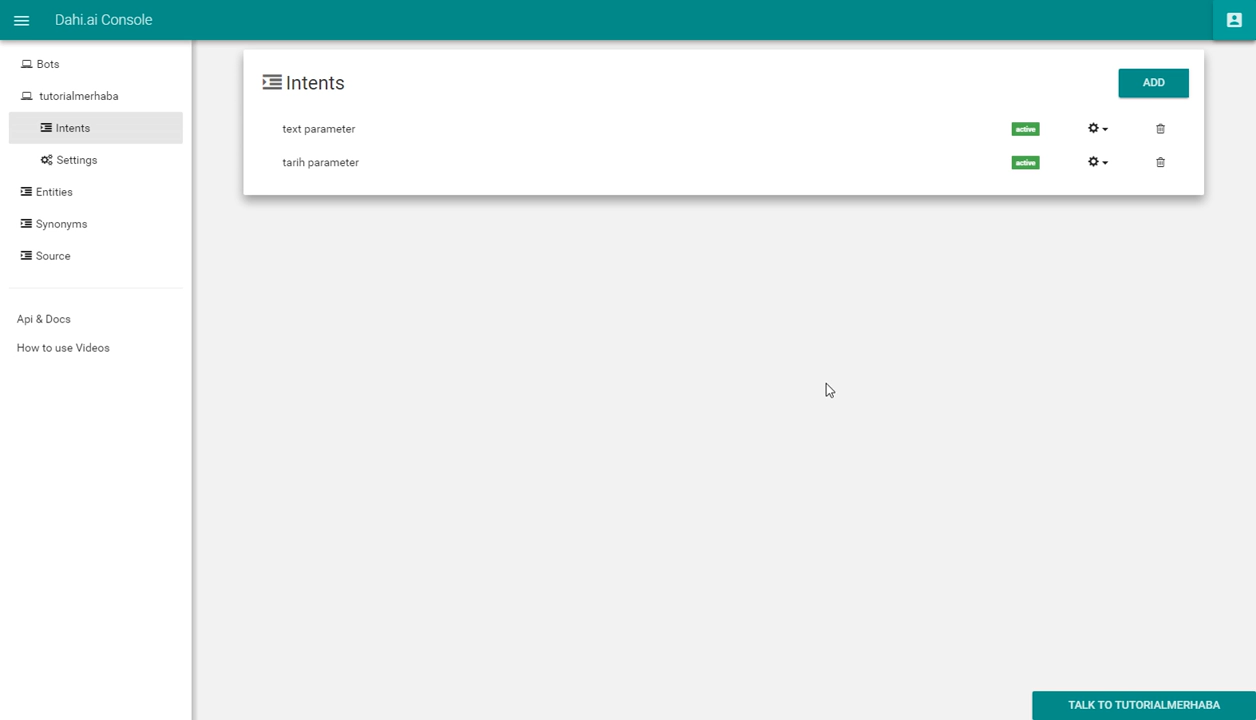 Dahi.ai Console
Bots
tutorialmerhaba
Intents
Settings
Entities
Synonyms
Source
Api & Docs
How to use Videos
Intents
ADD
text parameter
active
tarih parameter
active
TALK TO TUTORIALMERHABA